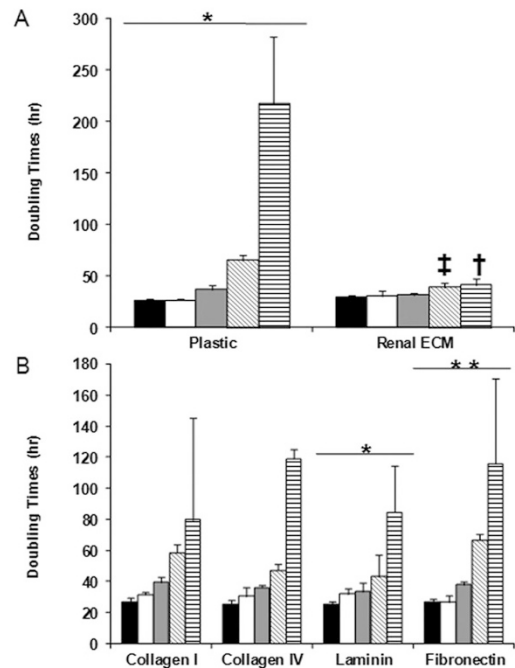 A
300
*
250
200
150
100
50
0
‡
†
Doubling Times (hr)
Plastic
Renal ECM
B
180
160
140
120
100
80
60
40
20
0
*
* *
Doubling Times (hr)
Collagen I
Collagen IV
Laminin
Fibronectin